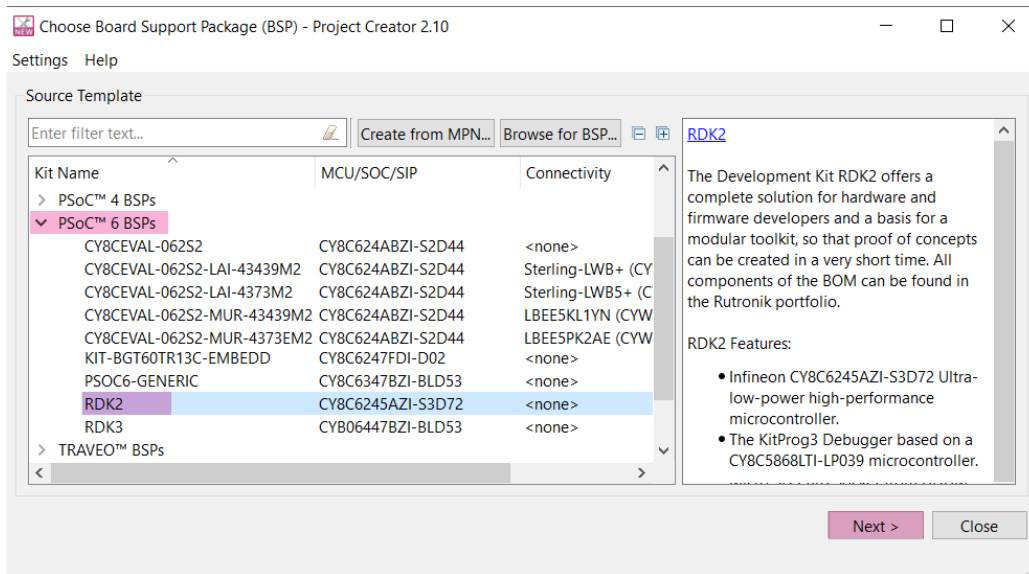 NEW
Choose Board Support Package (BSP) - Project Creator 2.10
Settings Help
Source Template
Enter filter text...
Create from MPN... Browse for BSP...
Kit Name MCU/SOC/SIP Connectivity
PSoC™ 4 BSPs
PSoC™ 6 BSPs
CY8CEVAL-062S2 CY8C624ABZI-S2D44 <none>
CY8CEVAL-062S2-LAI-43439M2 CY8C624ABZI-S2D44 Sterling-LWB+ (CY
CY8CEVAL-062S2-LAI-4373M2 CY8C624ABZI-S2D44 Sterling-LWB5+ (C
CY8CEVAL-062S2-MUR-43439M2 CY8C624ABZI-S2D44 LBEE5KL1YN (CYW
CY8CEVAL-062S2-MUR-4373EM2 CY8C624ABZI-S2D44 LBEE5PK2AE (CYW
KIT-BGT60TR13C-EMBEDD CY8C6247FDI-D02 <none>
PSOC6-GENERIC CY8C6347BZI-BLD53 <none>
RDK2 CY8C6245AZI-S3D72 <none>
RDK3 CYB06447BZI-BLD53 <none>
TRAVEO™ BSPs
RDK2
The Development Kit RDK2 offers a
complete solution for hardware and
firmware developers and a basis for a
modular toolkit, so that proof of concepts
can be created in a very short time. All
components of the BOM can be found in
the Rutronik portfolio.
RDK2 Features:
Infineon CY8C6245AZI-S3D72 Ultra-
low-power high-performance
microcontroller.
The KitProg3 Debugger based on a
CY8C5868LTI-LP039 microcontroller.
Next > Close